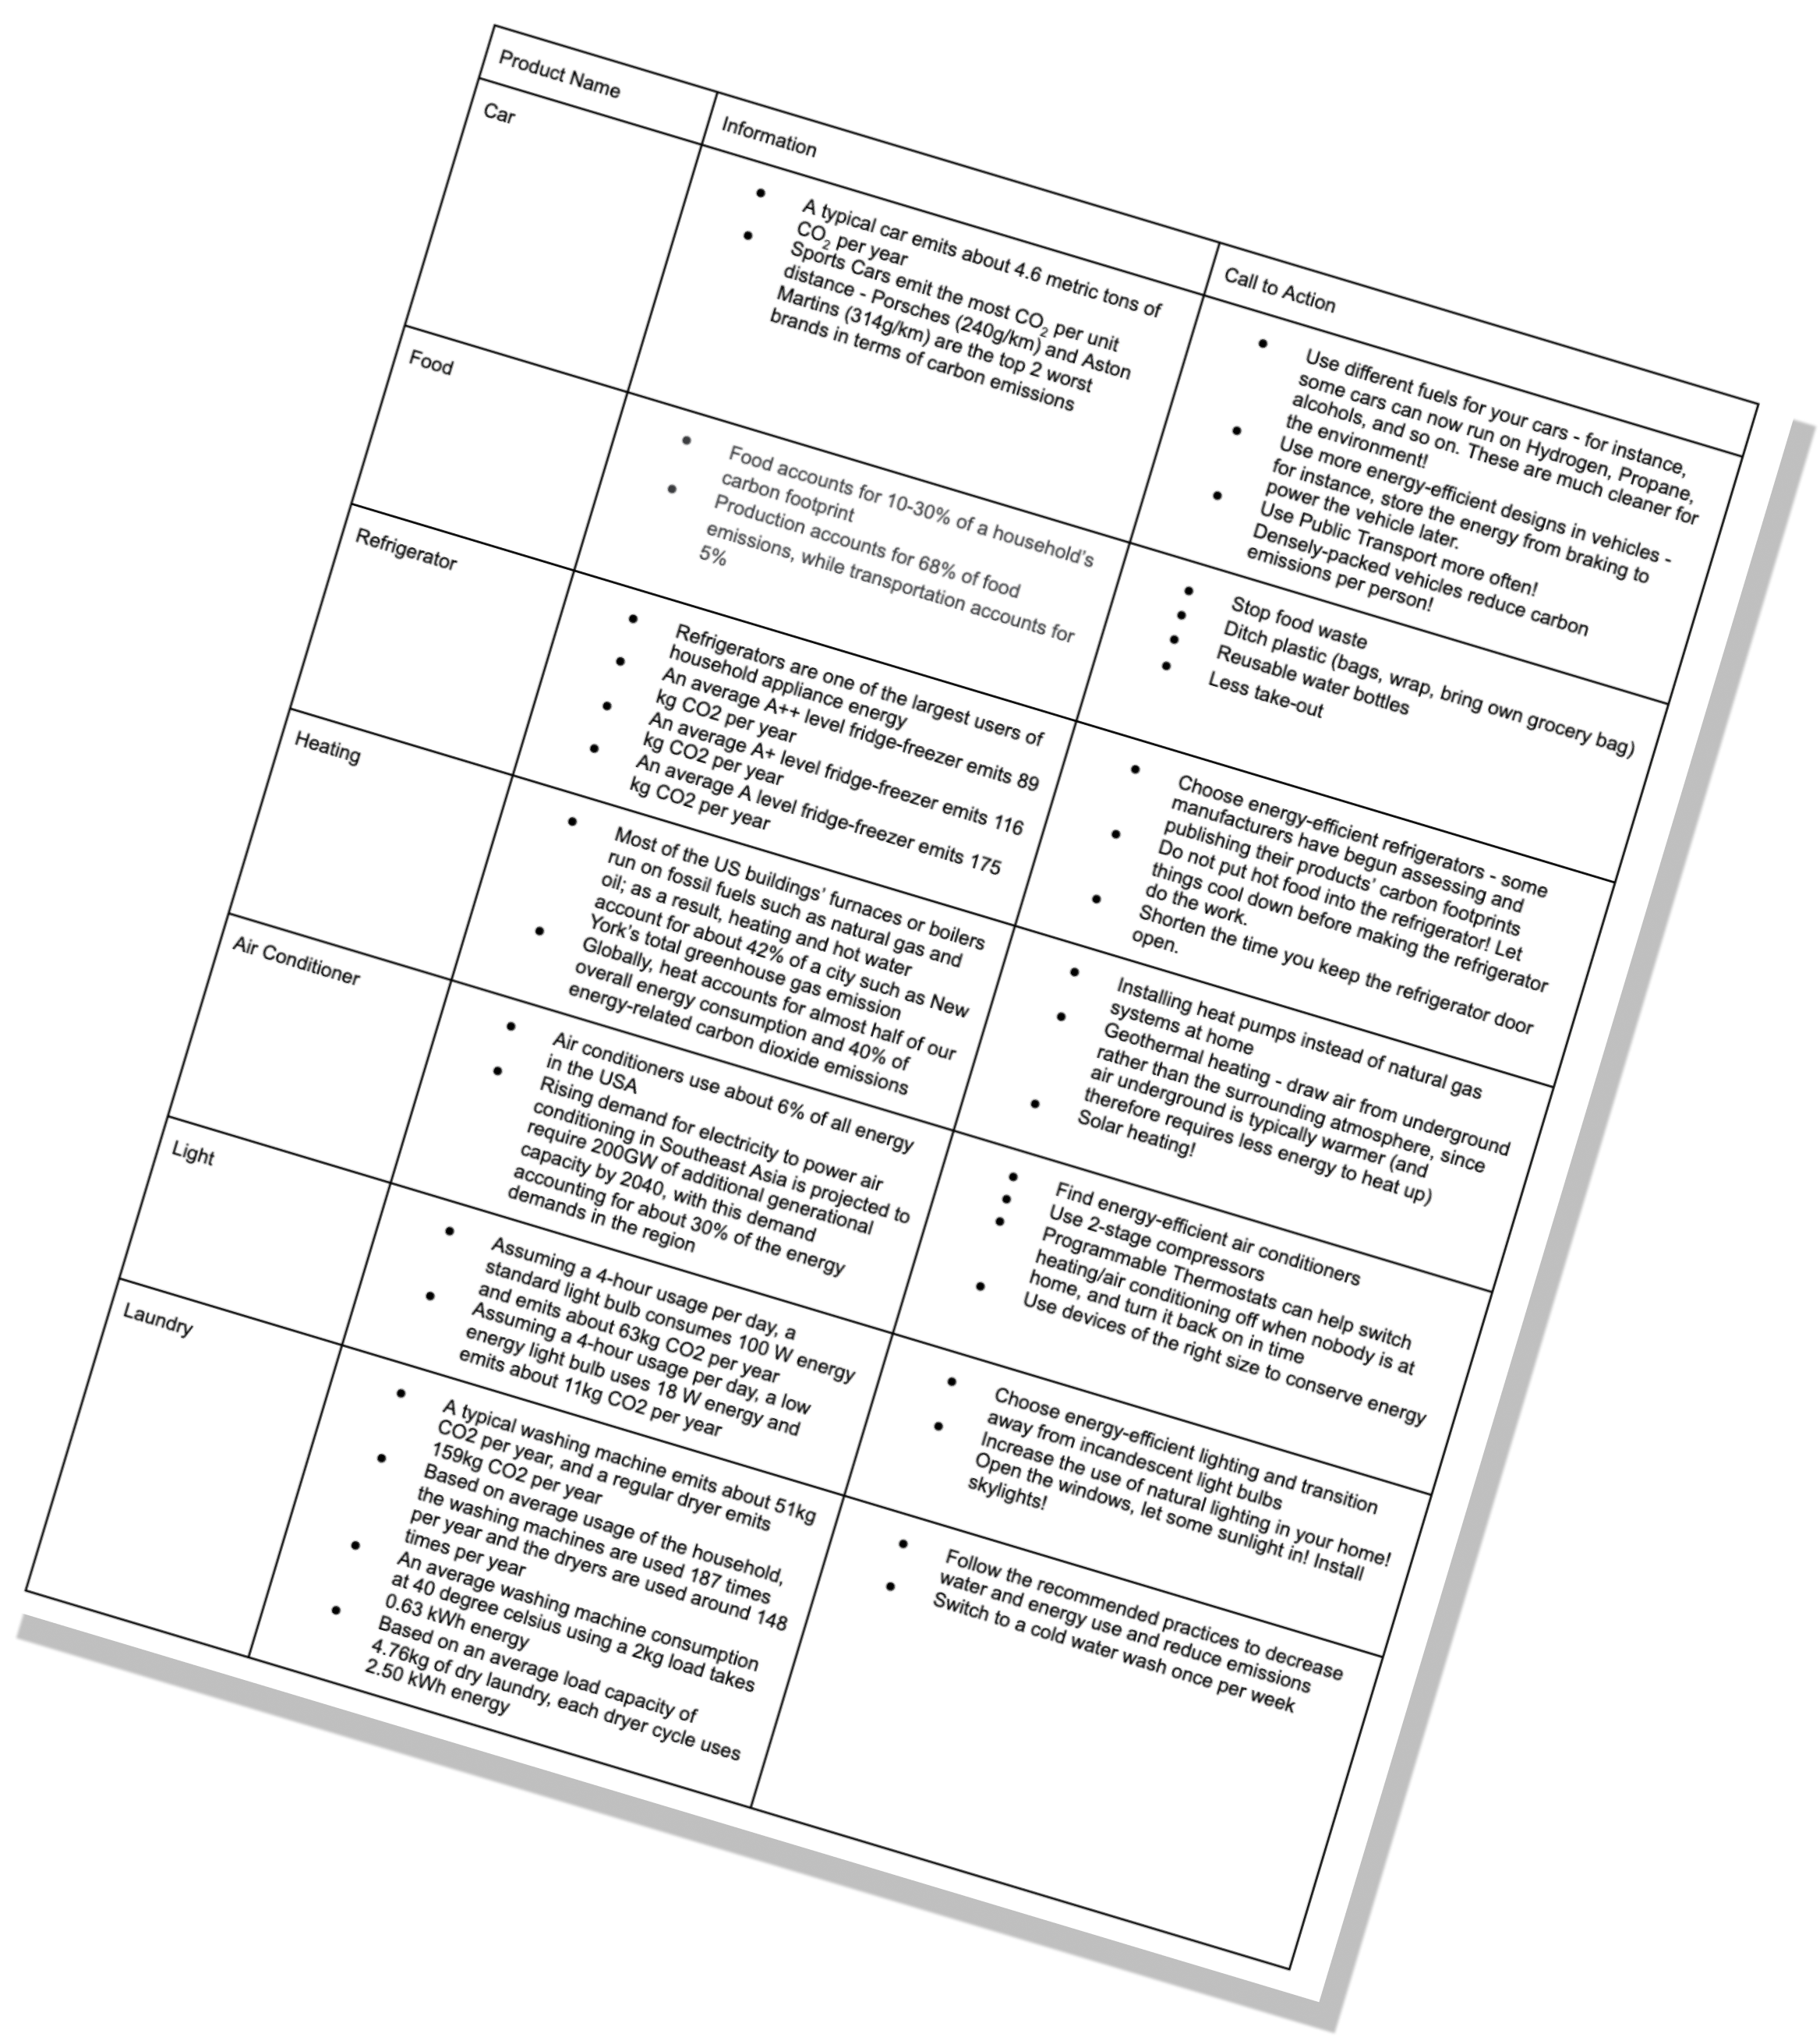 Product Name
Information
Call to Action
Car
• A typical car emits about 4.6 metric tons of
CO₂ per year
• Sports Cars emit the most CO₂ per unit
distance - Porsches (240g/km) and Aston
Martins (314g/km) are the top 2 worst
brands in terms of carbon emissions
• Use different fuels for your cars - for instance,
some cars can now run on Hydrogen, Propane,
alcohols, and so on. These are much cleaner for
the environment!
• Use more energy-efficient designs in vehicles -
for instance, store the energy from braking to
power the vehicle later.
• Use Public Transport more often!
Densely-packed vehicles reduce carbon
emissions per person!
Food
• Food accounts for 10-30% of a household's
carbon footprint
• Production accounts for 68% of food
emissions, while transportation accounts for
5%
• Stop food waste
• Ditch plastic (bags, wrap, bring own grocery bag)
• Reusable water bottles
• Less take-out
Refrigerator
• Refrigerators are one of the largest users of
household appliance energy
• An average A++ level fridge-freezer emits 89
kg CO2 per year
• An average A+ level fridge-freezer emits 116
kg CO2 per year
• An average A level fridge-freezer emits 175
kg CO2 per year
• Choose energy-efficient refrigerators - some
manufacturers have begun assessing and
publishing their products' carbon footprints
• Do not put hot food into the refrigerator! Let
things cool down before making the refrigerator
do the work.
• Shorten the time you keep the refrigerator door
open.
Heating
• Most of the US buildings' furnaces or boilers
run on fossil fuels such as natural gas and
oil; as a result, heating and hot water
account for about 42% of a city such as New
York's total greenhouse gas emission
• Globally, heat accounts for almost half of our
overall energy consumption and 40% of
energy-related carbon dioxide emissions
• Installing heat pumps instead of natural gas
systems at home
• Geothermal heating - draw air from underground
rather than the surrounding atmosphere, since
air underground is typically warmer (and
therefore requires less energy to heat up)
• Solar heating!
Air Conditioner
• Air conditioners use about 6% of all energy
in the USA
• Rising demand for electricity to power air
conditioning in Southeast Asia is projected to
require 200GW of additional generational
capacity by 2040, with this demand
accounting for about 30% of the energy
demands in the region
• Find energy-efficient air conditioners
• Use 2-stage compressors
• Programmable Thermostats can help switch
heating/air conditioning off when nobody is at
home, and turn it back on in time
• Use devices of the right size to conserve energy
Light
• Assuming a 4-hour usage per day, a
standard light bulb consumes 100 W energy
and emits about 63kg CO2 per year
• Assuming a 4-hour usage per day, a low
energy light bulb uses 18 W energy and
emits about 11kg CO2 per year
• Choose energy-efficient lighting and transition
away from incandescent light bulbs
• Increase the use of natural lighting in your home!
Open the windows, let some sunlight in! Install
skylights!
Laundry
• A typical washing machine emits about 51kg
CO2 per year, and a regular dryer emits
159kg CO2 per year
• Based on average usage of the household,
the washing machines are used 187 times
per year and the dryers are used around 148
times per year
• An average washing machine consumption
at 40 degree celsius using a 2kg load takes
0.63 kWh energy
• Based on an average load capacity of
4.76kg of dry laundry, each dryer cycle uses
2.50 kWh energy
• Follow the recommended practices to decrease
water and energy use and reduce emissions
• Switch to a cold water wash once per week